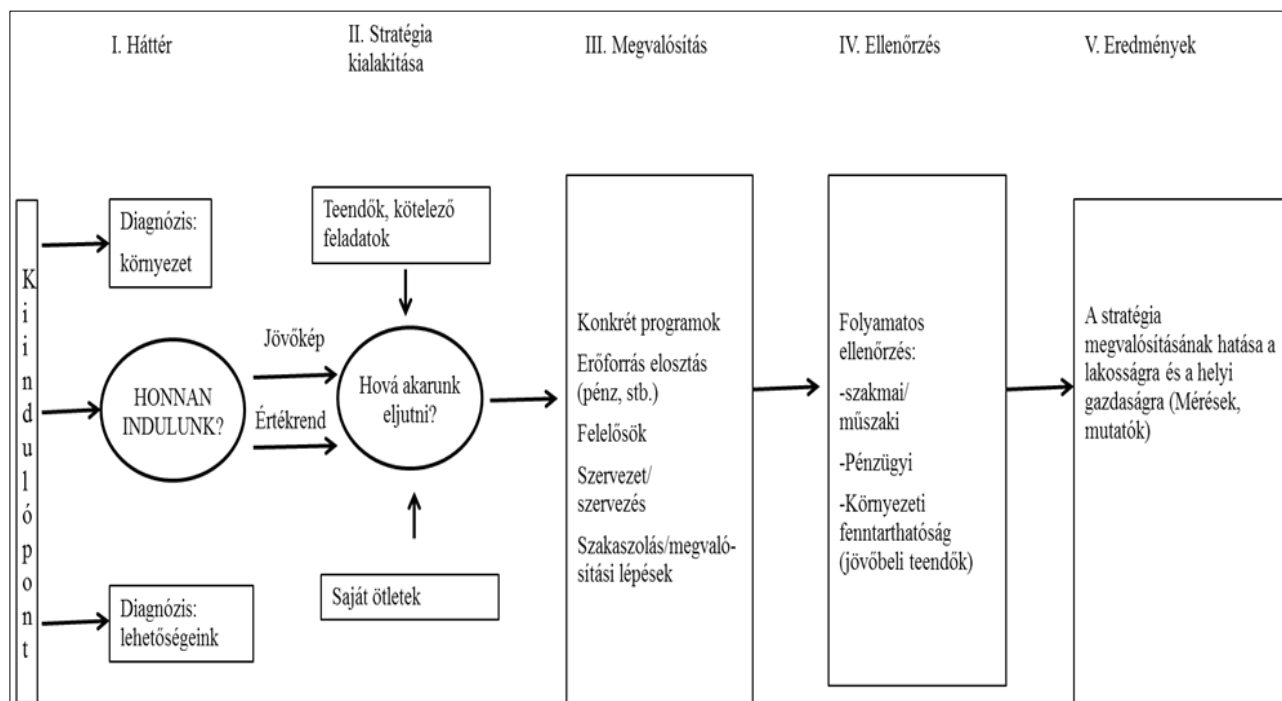 I. Háttér
II. Stratégia
kialakítása
III. Megvalósítás
IV. Ellenőrzés
V. Eredmények
Kiindulópont
Diagnózis:
környezet
HONNAN
INDULUNK?
Diagnózis:
lehetőségeink
Jövőkép
Értékrend
Teendők, kötelező
feladatok
Hová akarunk
eljutni?
Saját ötletek
Konkrét programok
Erőforrás elosztás
(pénz, stb.)
Felelősök
Szervezet/
szervezés
Szakaszolás/megvaló-
sítási lépések
Folyamatos
ellenőrzés:
-szakmai/
műszaki
-Pénzügyi
-Környezeti
fenntarthatóság
(jövőbeli teendők)
A stratégia
megvalósításának hatása a
lakosságra és a helyi
gazdaságra (Mérések,
mutatók)